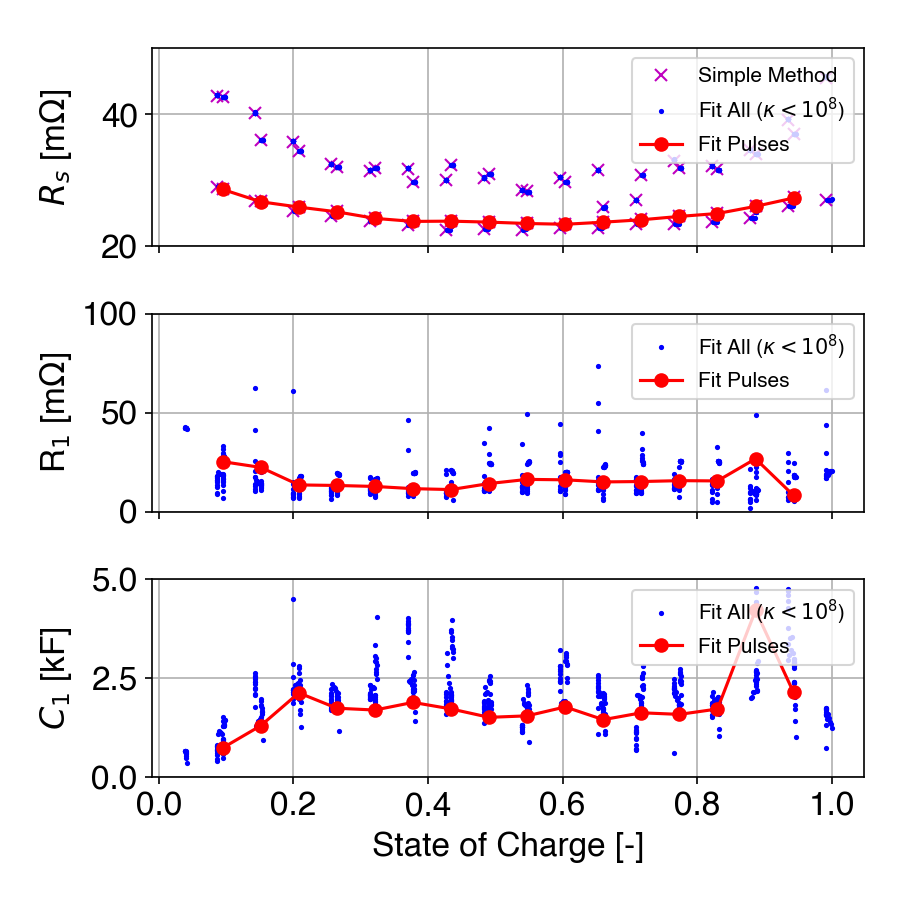 R_s [mΩ]
40
20
Simple Method
Fit All (κ < 10^8)
Fit Pulses
R_1 [mΩ]
100
50
0
Fit All (κ < 10^8)
Fit Pulses
C_1 [kF]
5.0
2.5
0.0
Fit All (κ < 10^8)
Fit Pulses
0.0 0.2 0.4 0.6 0.8 1.0
State of Charge [-]